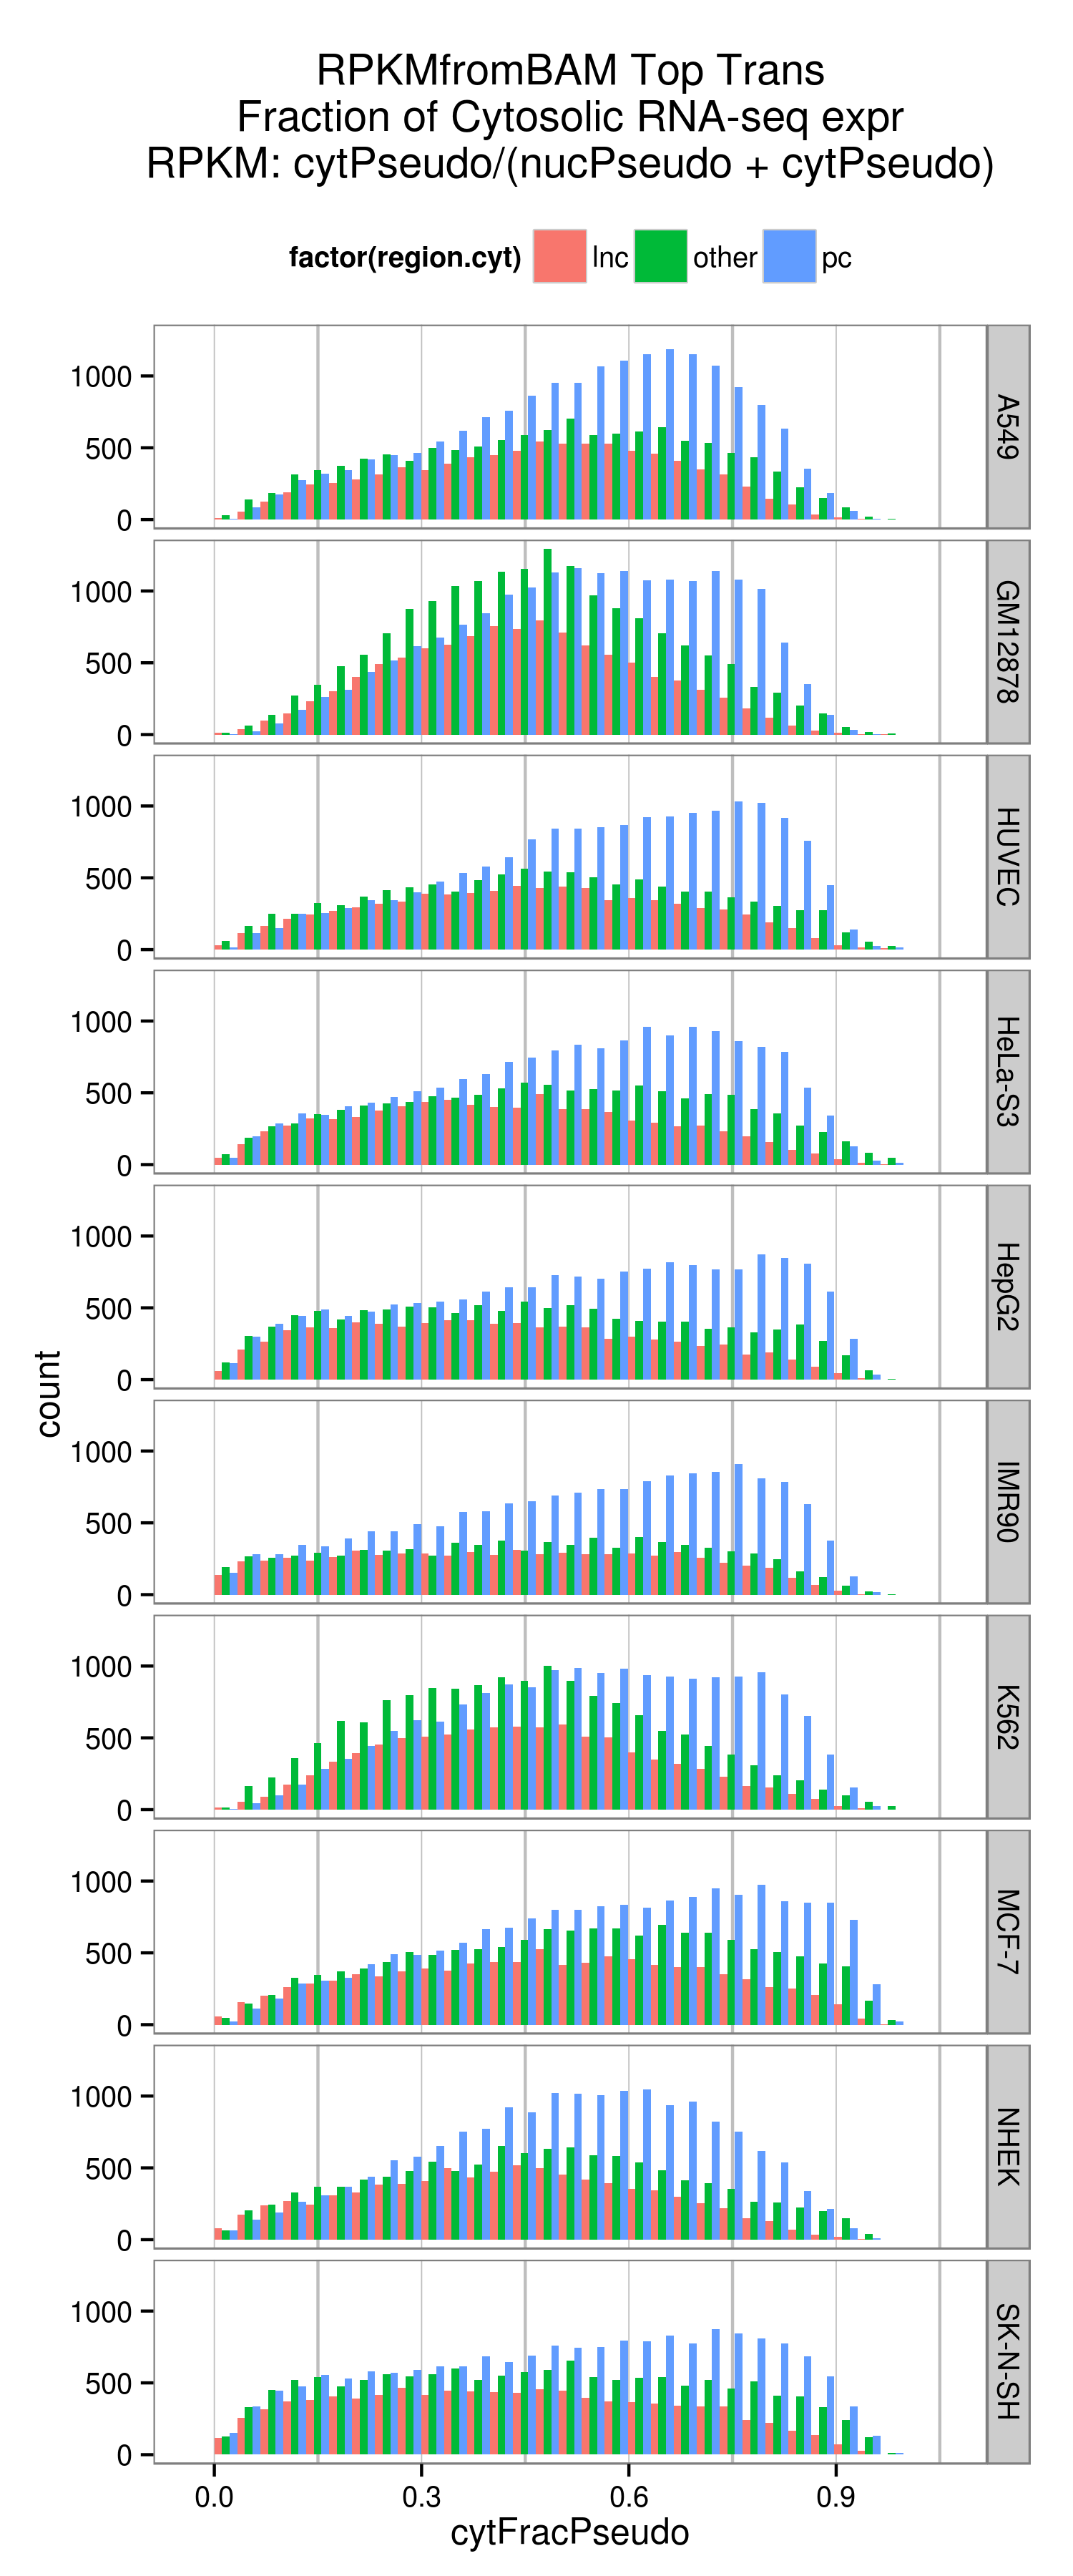 RPKMfromBAM Top Trans
Fraction of Cytosolic RNA-seq expr
RPKM: cytPseudo/(nucPseudo + cytPseudo)
factor(region.cyt) lnc other pc
1000
500
0
A549
1000
500
0
GM12878
1000
500
0
HUVEC
1000
500
0
HeLa-S3
1000
500
0
HepG2
count
1000
500
0
IMR90
1000
500
0
K562
1000
500
0
MCF-7
1000
500
0
NHEK
1000
500
0
SK-N-SH
0.0 0.3 0.6 0.9
cytFracPseudo